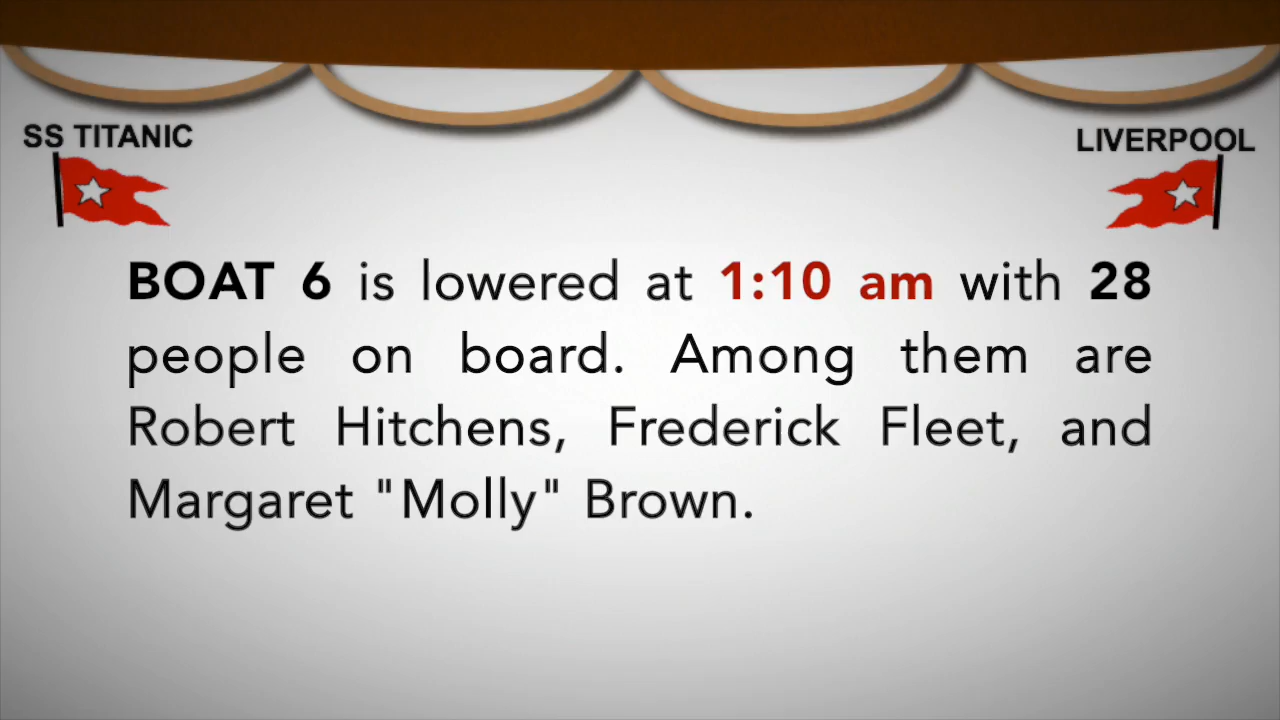 SS TITANIC
LIVERPOOL
BOAT 6 is lowered at 1:10 am with 28
people on board. Among them are
Robert Hitchens, Frederick Fleet, and
Margaret "Molly" Brown.